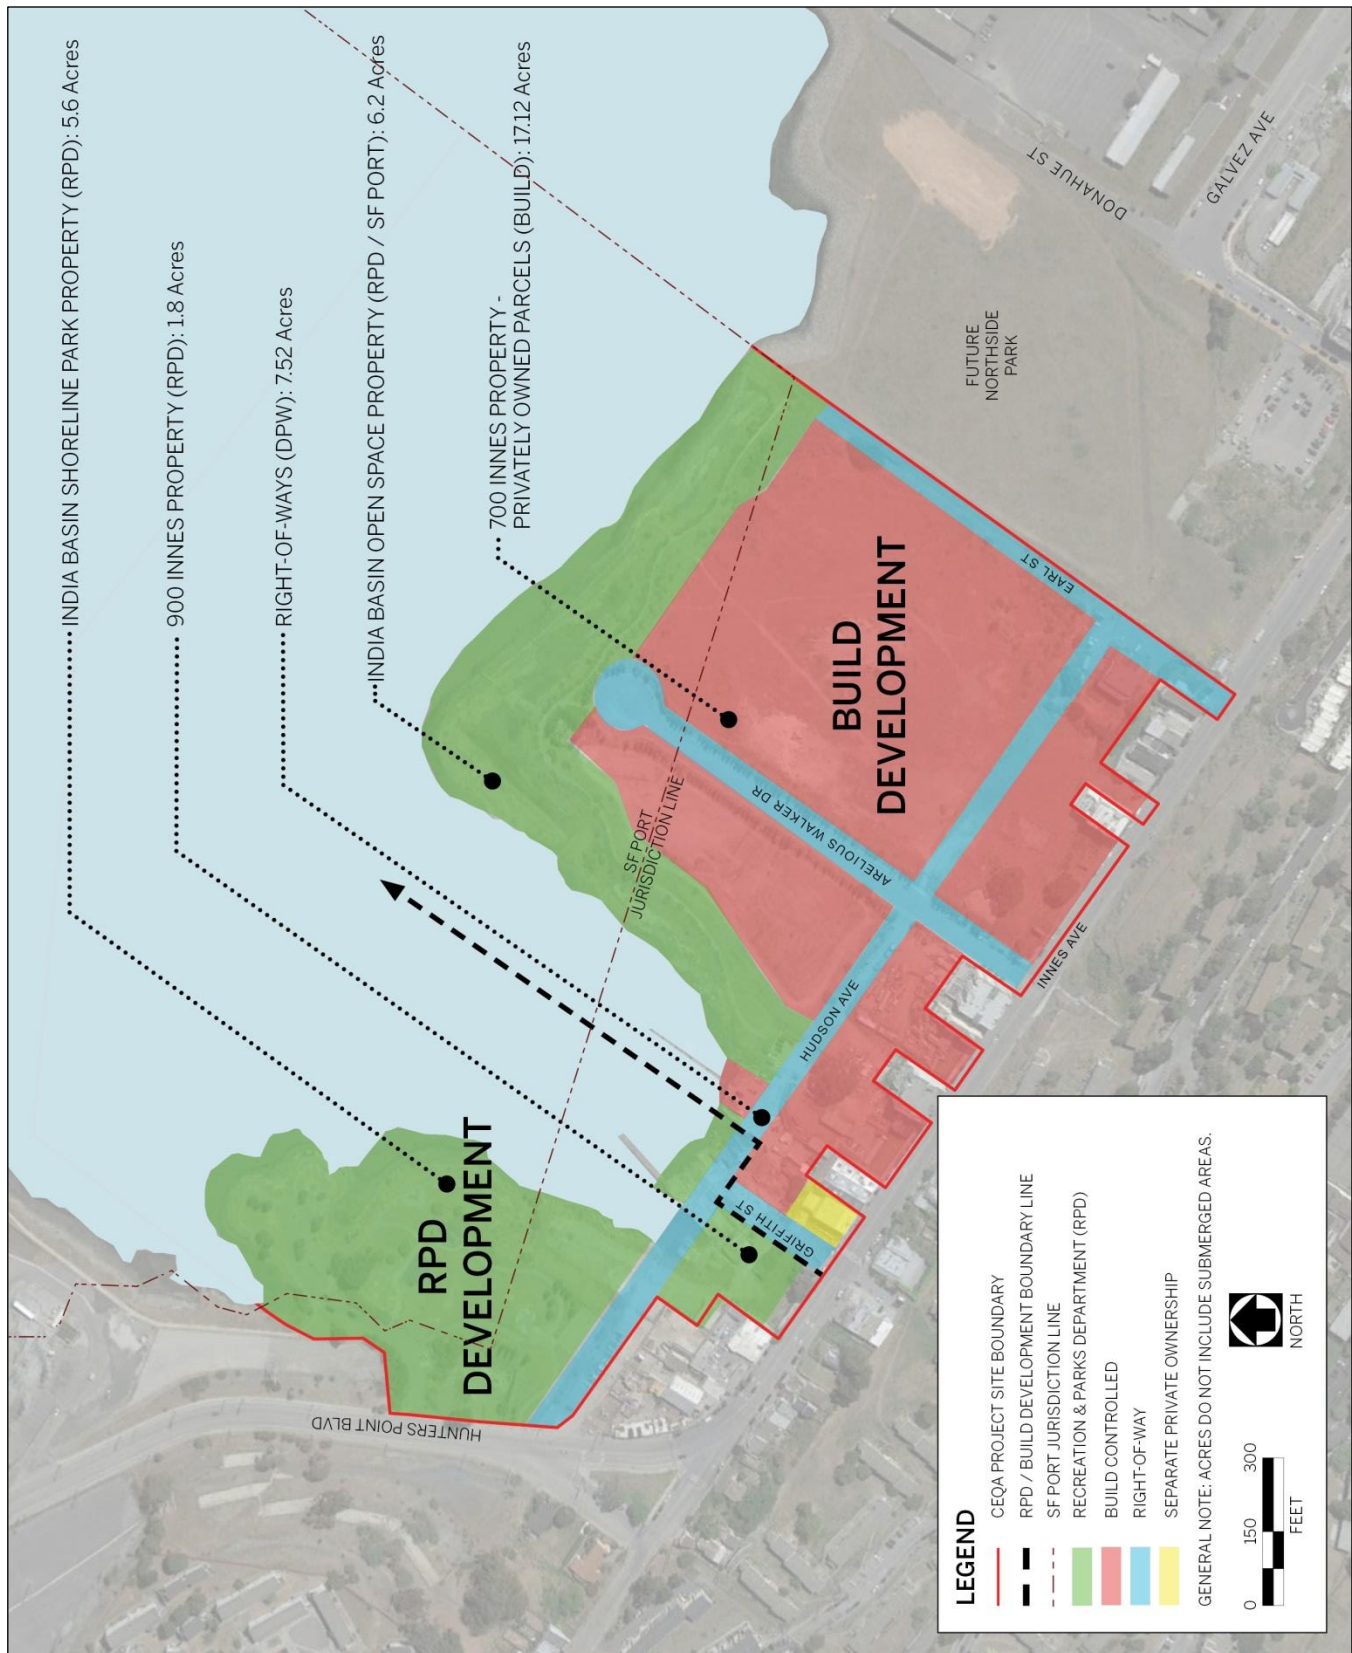 INDIA BASIN SHORELINE PARK PROPERTY (RPD): 5.6 Acres
900 INNES PROPERTY (RPD): 1.8 Acres
RIGHT-OF-WAYS (DPW): 7.52 Acres
INDIA BASIN OPEN SPACE PROPERTY (RPD / SF PORT): 6.2 Acres
700 INNES PROPERTY -
PRIVATELY OWNED PARCELS (BUILD): 17.12 Acres
HUNTERS POINT BLVD
RPD
DEVELOPMENT
SF PORT
JURISDICTION LINE
GRIFFITH ST
HUDSON AVE
ARELIOUS WALKER DR
INNES AVE
BUILD
DEVELOPMENT
EARL ST
FUTURE
NORTHSIDE
PARK
DONAHUE ST
GALVEZ AVE
LEGEND
CEQA PROJECT SITE BOUNDARY
RPD / BUILD DEVELOPMENT BOUNDARY LINE
SF PORT JURISDICTION LINE
RECREATION & PARKS DEPARTMENT (RPD)
BUILD CONTROLLED
RIGHT-OF-WAY
SEPARATE PRIVATE OWNERSHIP
GENERAL NOTE: ACRES DO NOT INCLUDE SUBMERGED AREAS.
0 150 300
FEET
NORTH